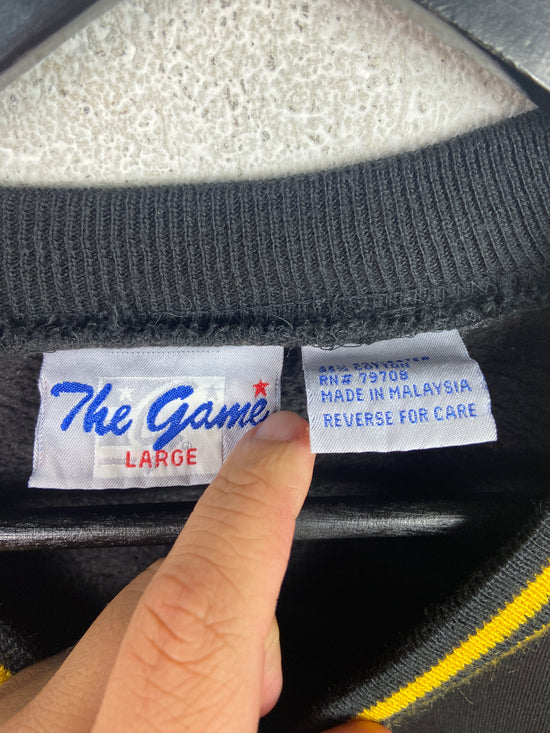 The Game
LARGE
RN# 79708
MADE IN MALAYSIA
REVERSE FOR CARE